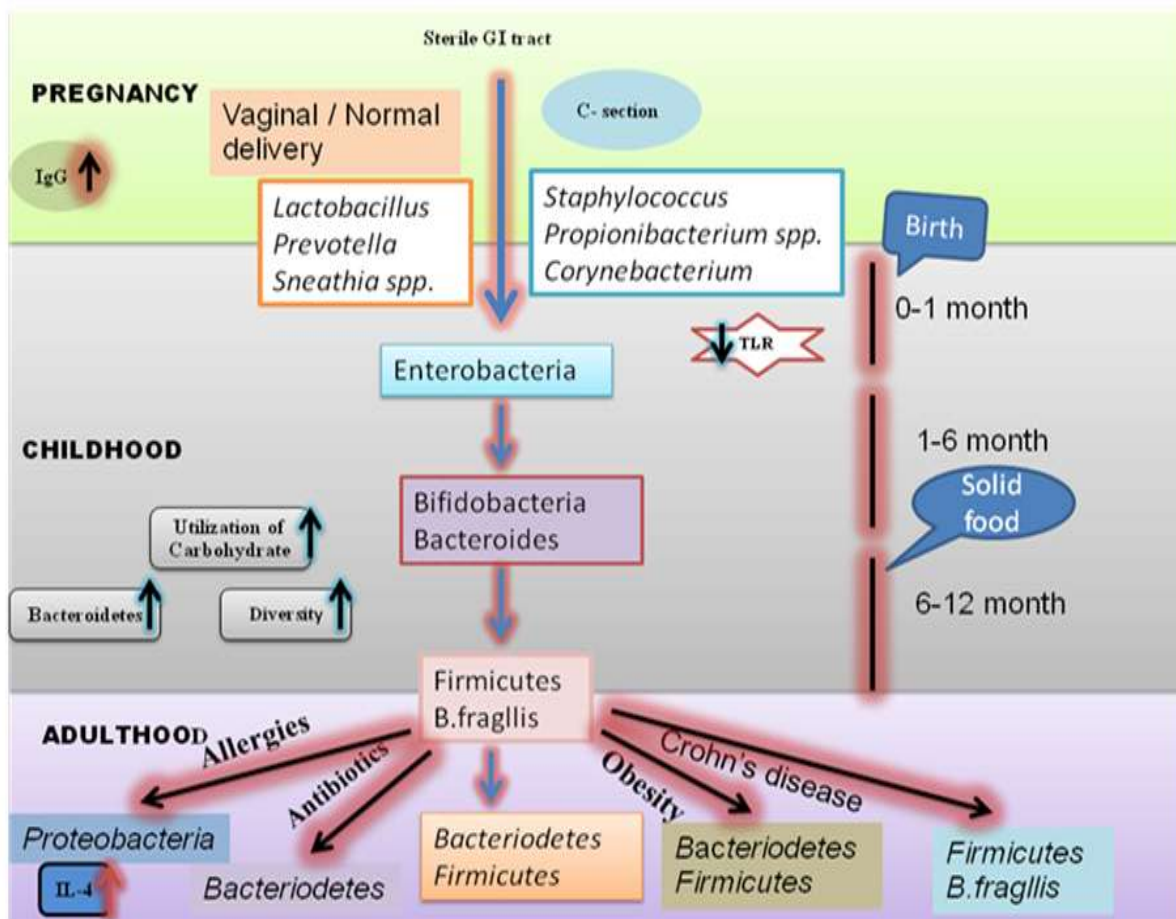 Sterile GI tract
PREGNANCY
Vaginal / Normal
delivery
C- section
IgG
Lactobacillus
Prevotella
Sneathia spp.
Staphylococcus
Propionibacterium spp.
Corynebacterium
Birth
0-1 month
TLR
Enterobacteria
CHILDHOOD
1-6 month
Bifidobacteria
Bacteroides
Solid
food
Utilization of
Carbohydrate
Bacteroidetes
Diversity
6-12 month
Firmicutes
B.fragllis
ADULTHOOD
Allergies
Antibiotics
Obesity
Crohn's disease
Proteobacteria
IL-4
Bacteriodetes
Bacteriodetes
Firmicutes
Bacteriodetes
Firmicutes
Firmicutes
B.fragllis